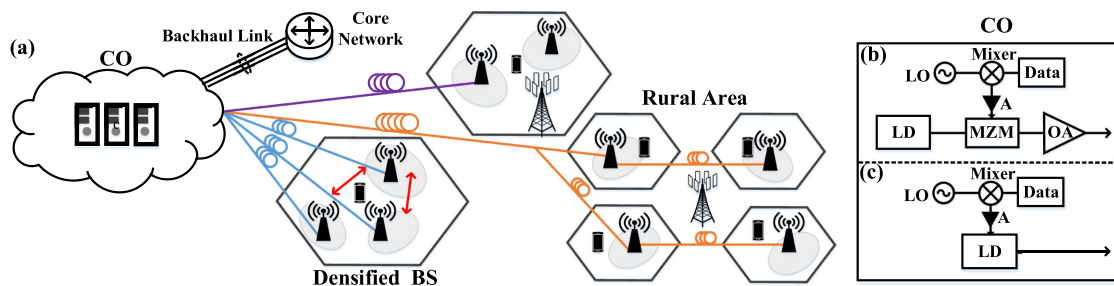 (a)
CO
Backhaul Link
Core
Network
Rural Area
Densified BS
CO
(b)
Mixer
LO
Data
A
LD
MZM
OA
(c)
Mixer
LO
Data
A
LD